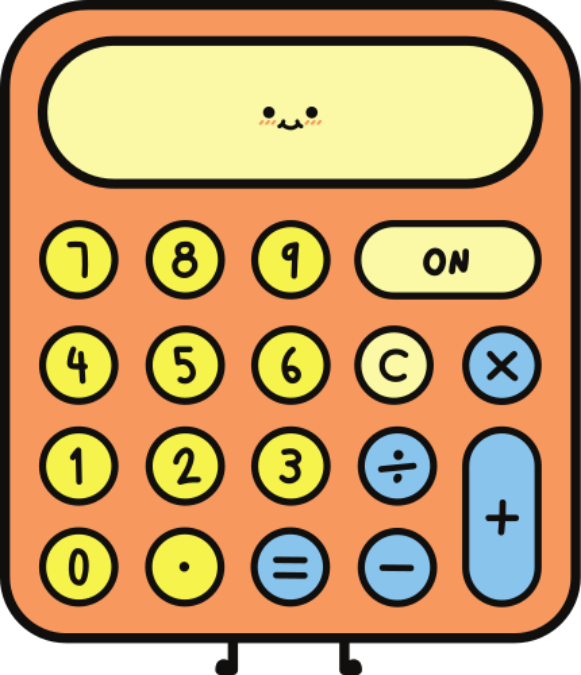 7 8 9 ON
4 5 6 C ×
1 2 3 ÷ +
0 · = −